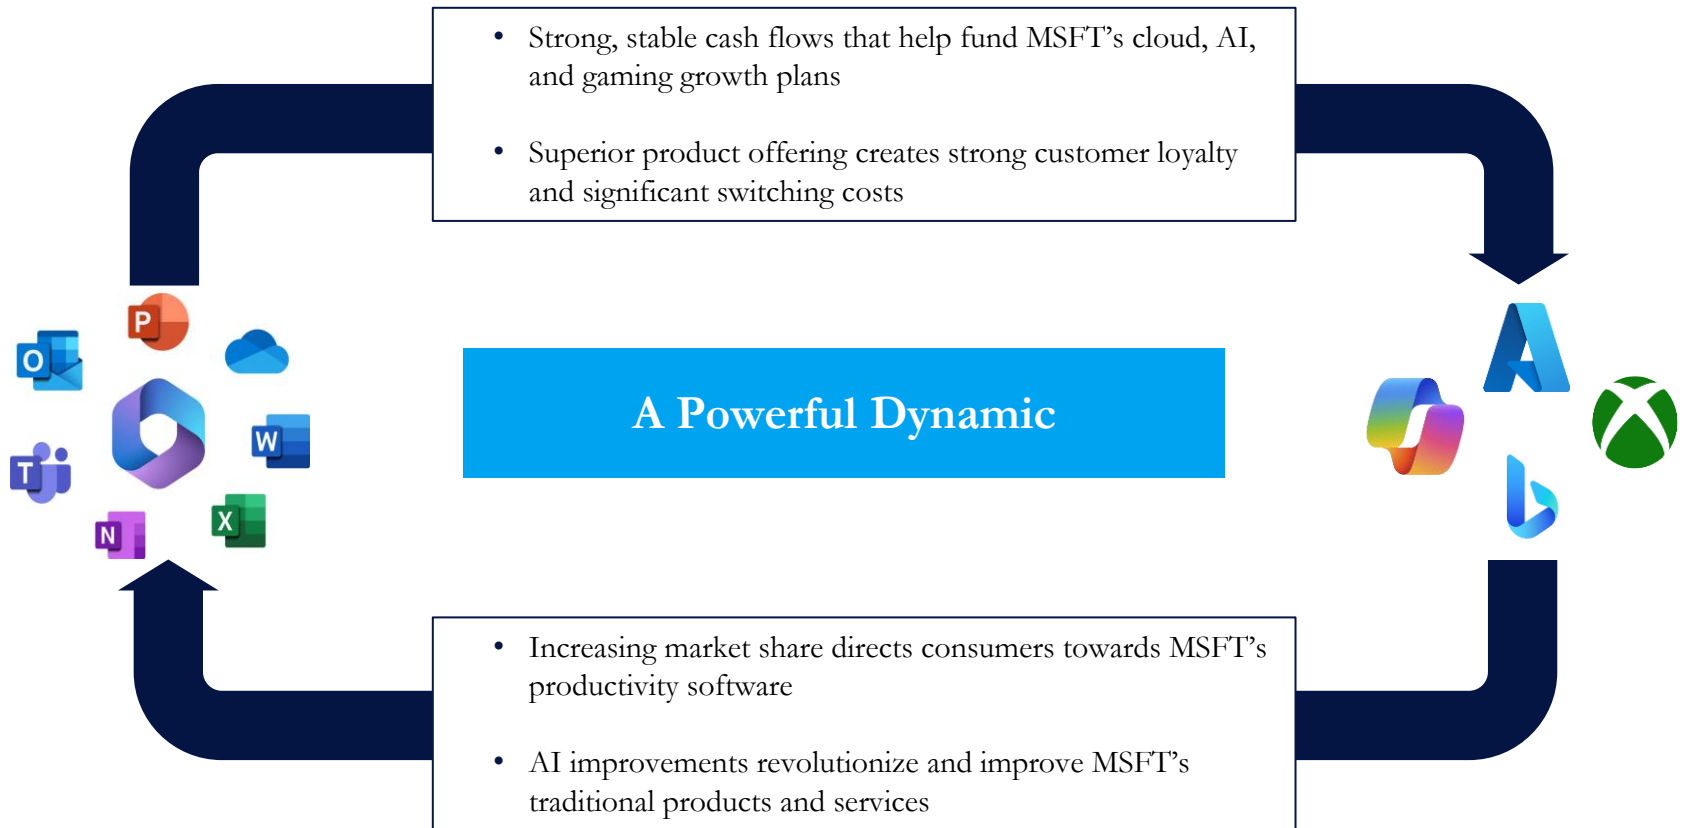 • Strong, stable cash flows that help fund MSFT’s cloud, AI,
and gaming growth plans
• Superior product offering creates strong customer loyalty
and significant switching costs
P
O
W
T
X
N
A Powerful Dynamic
• Increasing market share directs consumers towards MSFT’s
productivity software
• AI improvements revolutionize and improve MSFT’s
traditional products and services